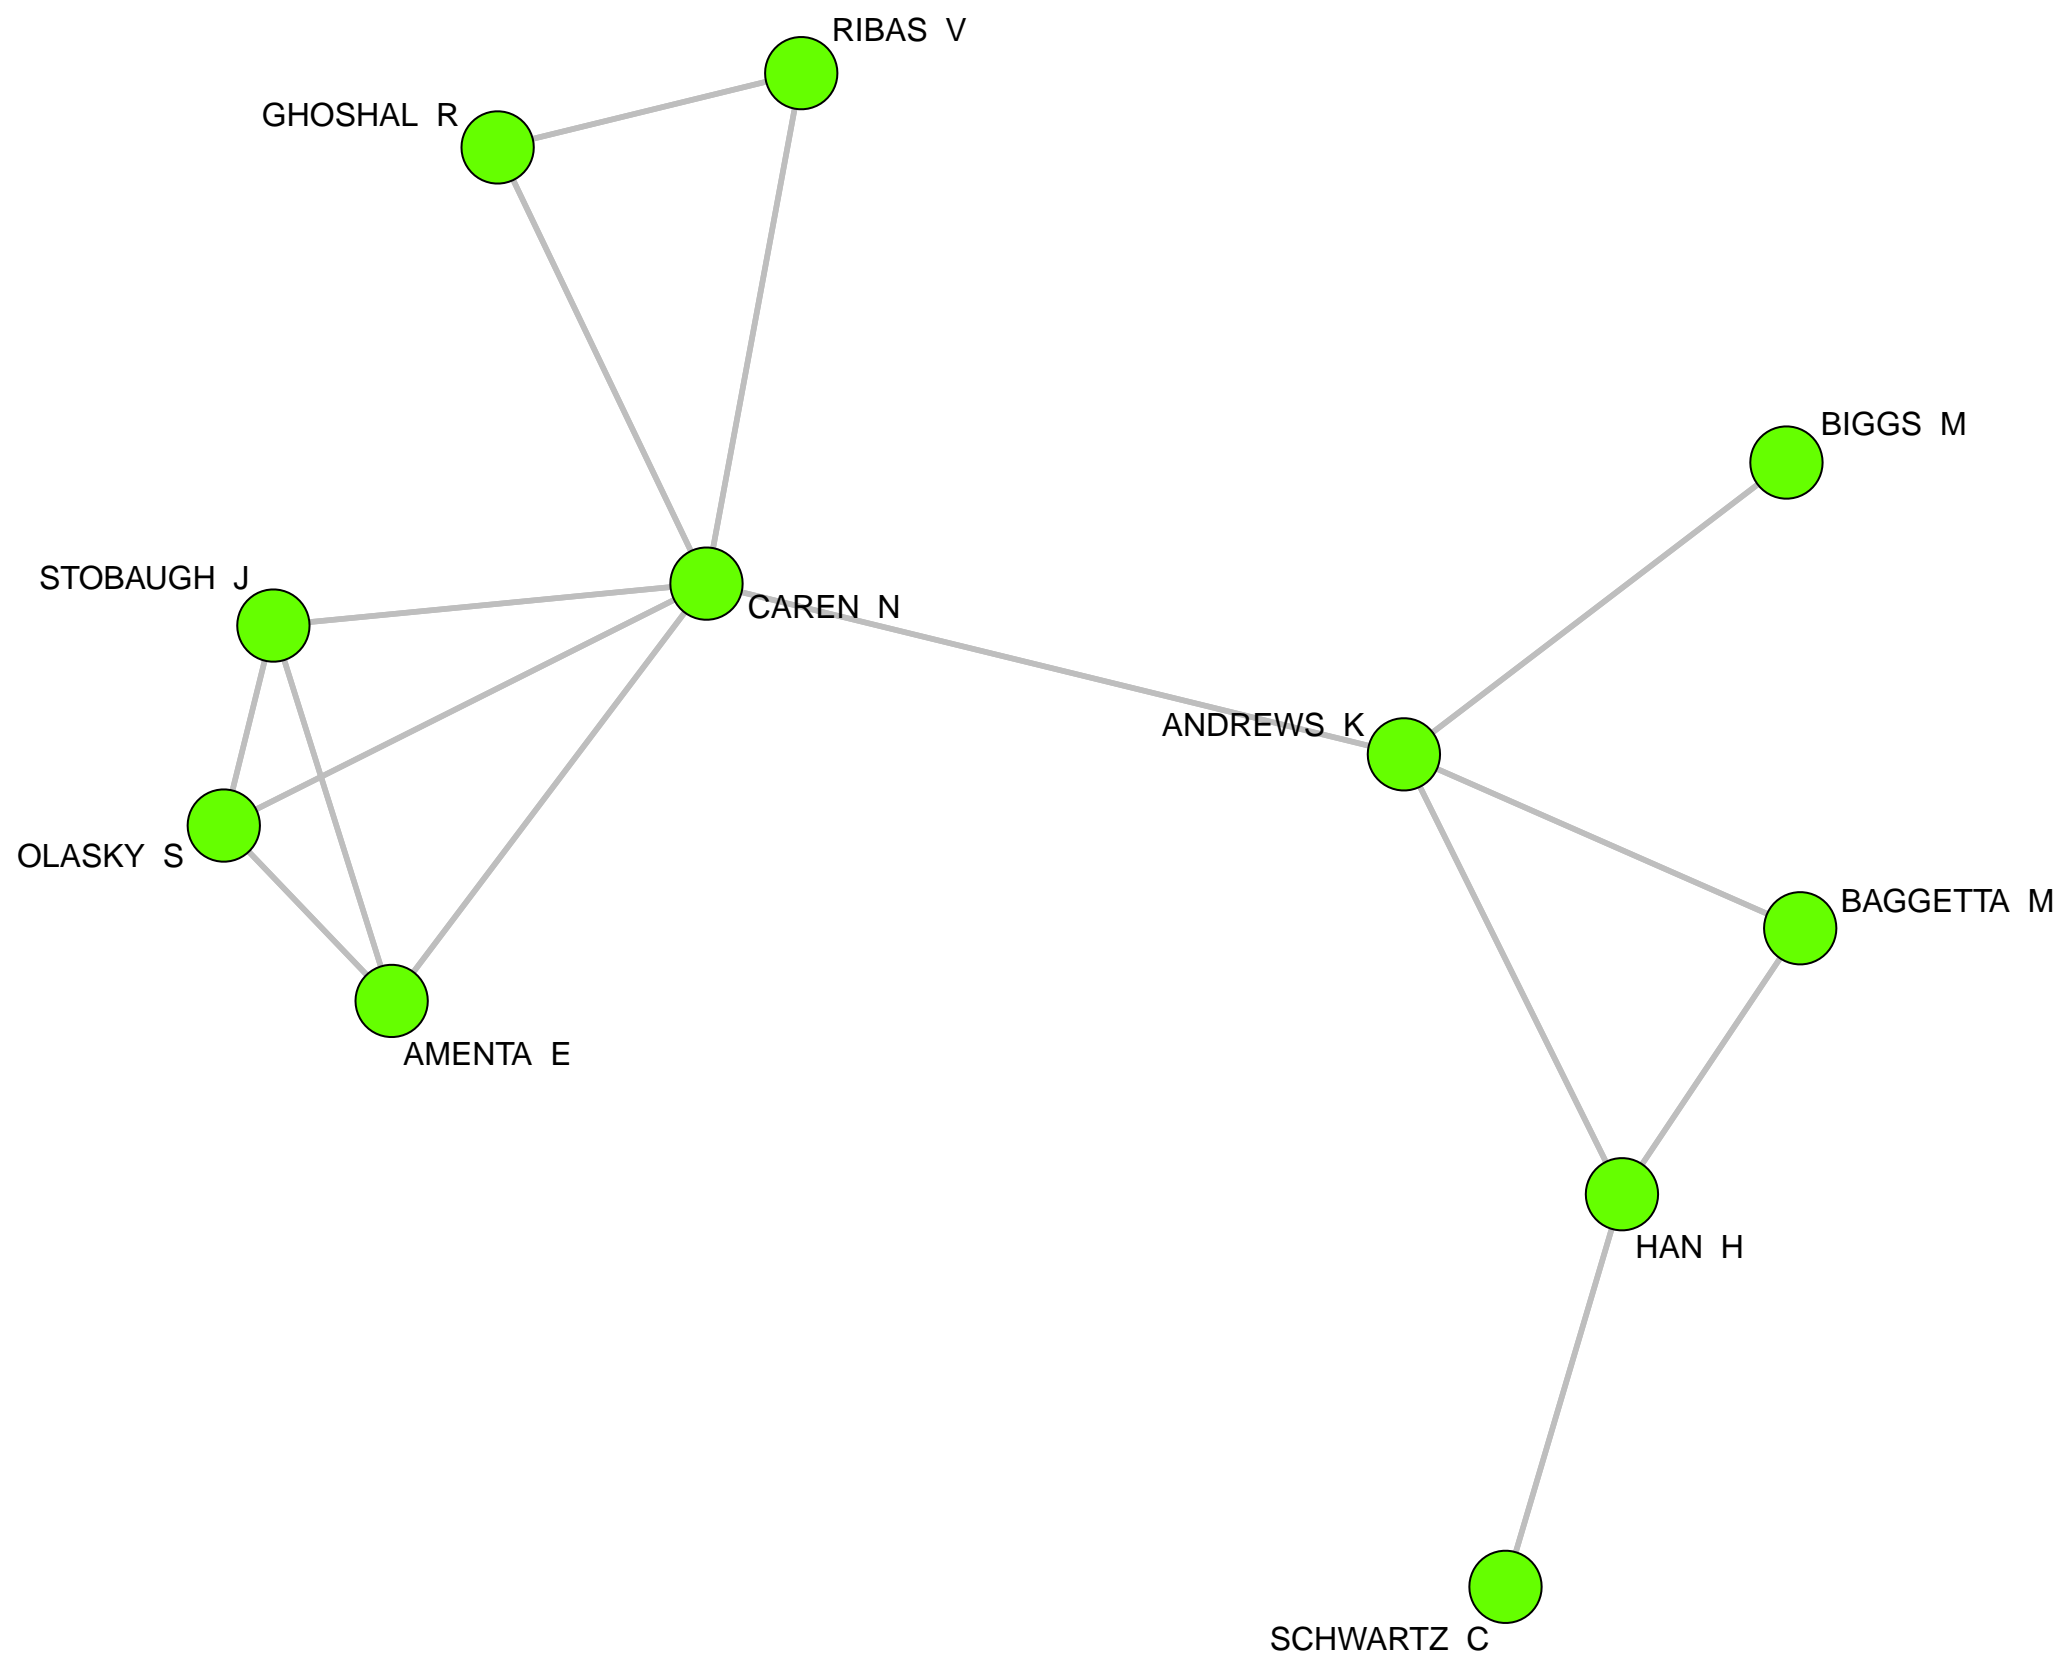 RIBAS V
GHOSHAL R
BIGGS M
STOBAUGH J
CAREN N
ANDREWS K
OLASKY S
BAGGETTA M
AMENTA E
HAN H
SCHWARTZ C